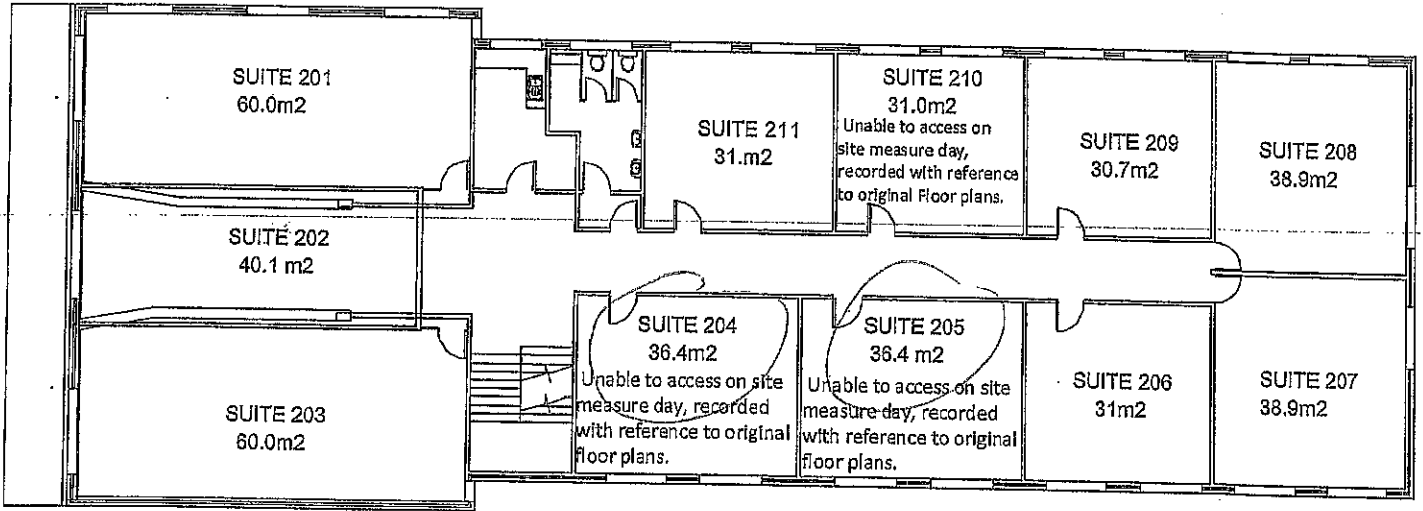 SUITE 201
60.0m2
SUITE 211
31.m2
SUITE 210
31.0m2
Unable to access on
site measure day,
recorded with reference
to original Floor plans.
SUITE 209
30.7m2
SUITE 208
38.9m2
SUITE 202
40.1 m2
SUITE 203
60.0m2
SUITE 204
36.4m2
Unable to access on site
measure day, recorded
with reference to original
floor plans.
SUITE 205
36.4 m2
Unable to access on site
measure day, recorded
with reference to original
floor plans.
SUITE 206
31m2
SUITE 207
38.9m2